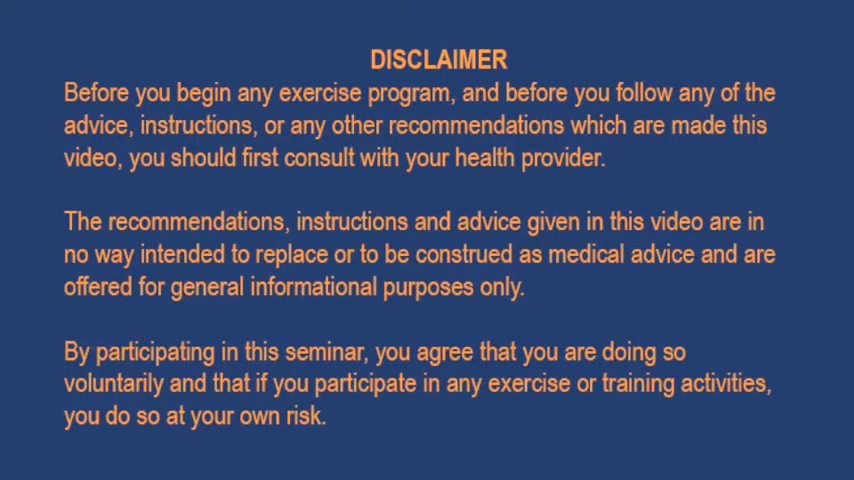 DISCLAIMER
Before you begin any exercise program, and before you follow any of the
advice, instructions, or any other recommendations which are made this
video, you should first consult with your health provider.
The recommendations, instructions and advice given in this video are in
no way intended to replace or to be construed as medical advice and are
offered for general informational purposes only.
By participating in this seminar, you agree that you are doing so
voluntarily and that if you participate in any exercise or training activities,
you do so at your own risk.